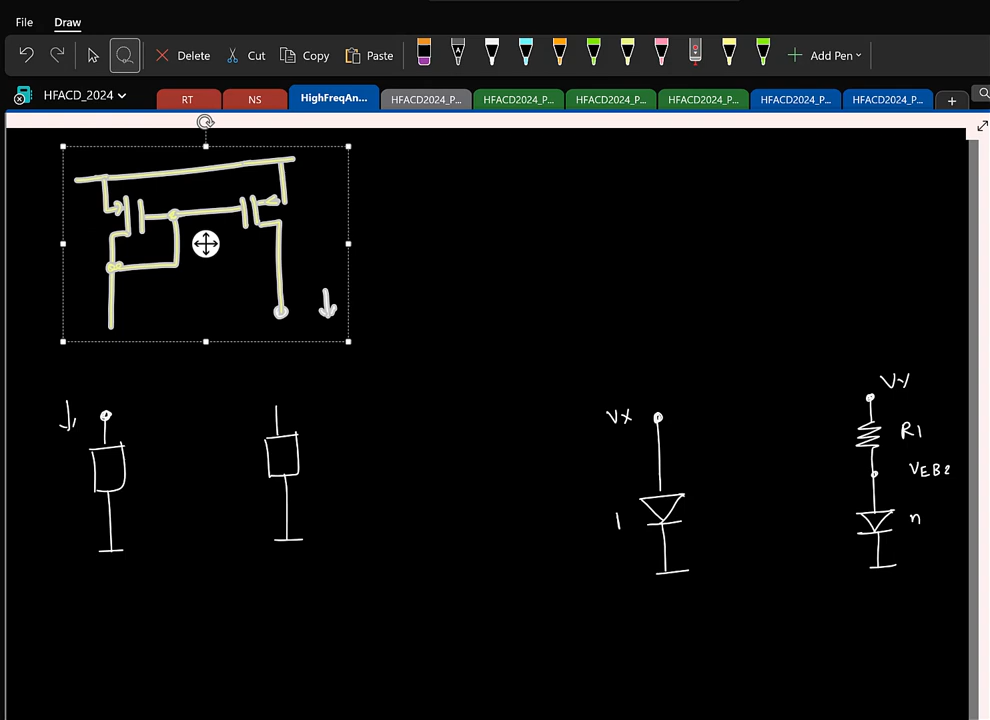 File Draw
Delete Cut Copy Paste Add Pen
HFACD_2024 RT NS HighFreqAn... HFACD2024_P... HFACD2024_P... HFACD2024_P... HFACD2024_P... HFACD2024_P... HFACD2024_P... +
VY
VX
R1
VEB2
1
n